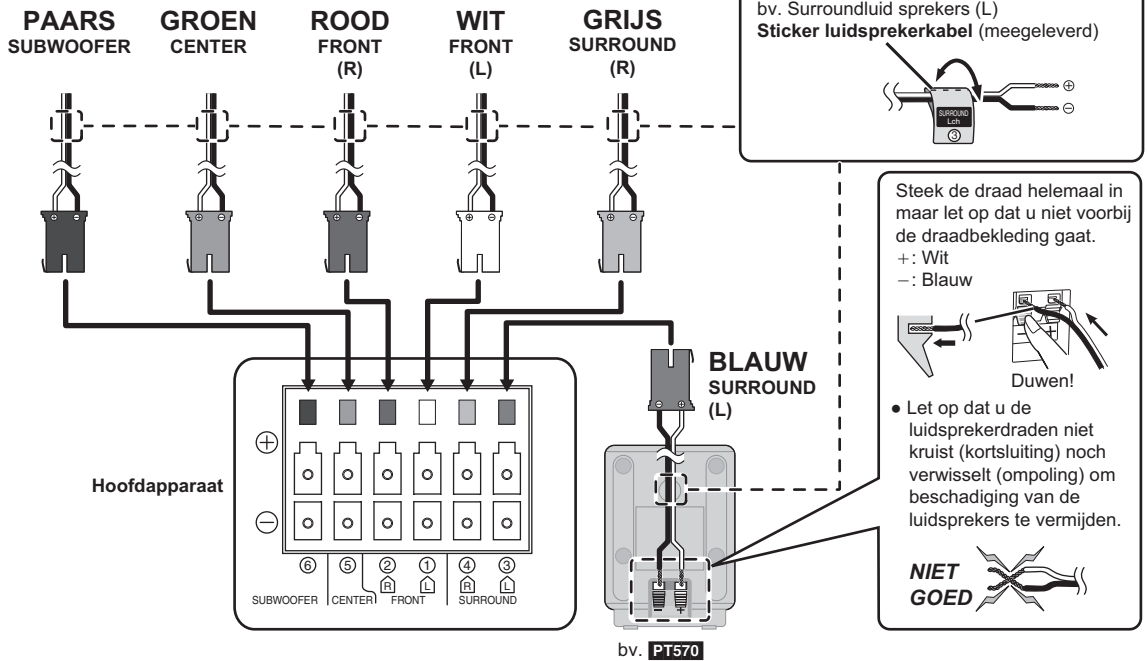 PAARS
SUBWOOFER
GROEN
CENTER
ROOD
FRONT
(R)
WIT
FRONT
(L)
GRIJS
SURROUND
(R)
bv. Surroundluid sprekers (L)
Sticker luidsprekerkabel (meegeleverd)
⊕
⊖
SURROUND
Lch
③
⊕ ⊖
⊕ ⊖
⊕ ⊖
⊕ ⊖
⊕ ⊖
Steek de draad helemaal in
maar let op dat u niet voorbij
de draadbekleding gaat.
+: Wit
−: Blauw
− +
Duwen!
● Let op dat u de
luidsprekerdraden niet
kruist (kortsluiting) noch
verwisselt (ompoling) om
beschadiging van de
luidsprekers te vermijden.
NIET
GOED
BLAUW
SURROUND
(L)
⊖ ⊕
Hoofdapparaat
⊕
⊖
⑥ ⑤ ② ① ④ ③
R L R L
SUBWOOFER CENTER FRONT SURROUND
− +
bv. PT570